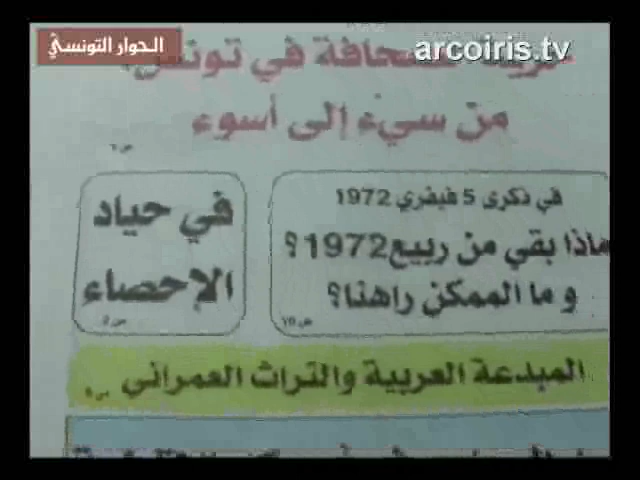 الحوار التونسي
arcoiris.tv
في تونس
من سيء إلى أسوء
في ذكرى 5 فيفري 1972
ماذا بقي من ربيع 1972؟
و ما الممكن راهنا؟
في حياد
الإحصاء
المبدعة العربية والتراث العمراني